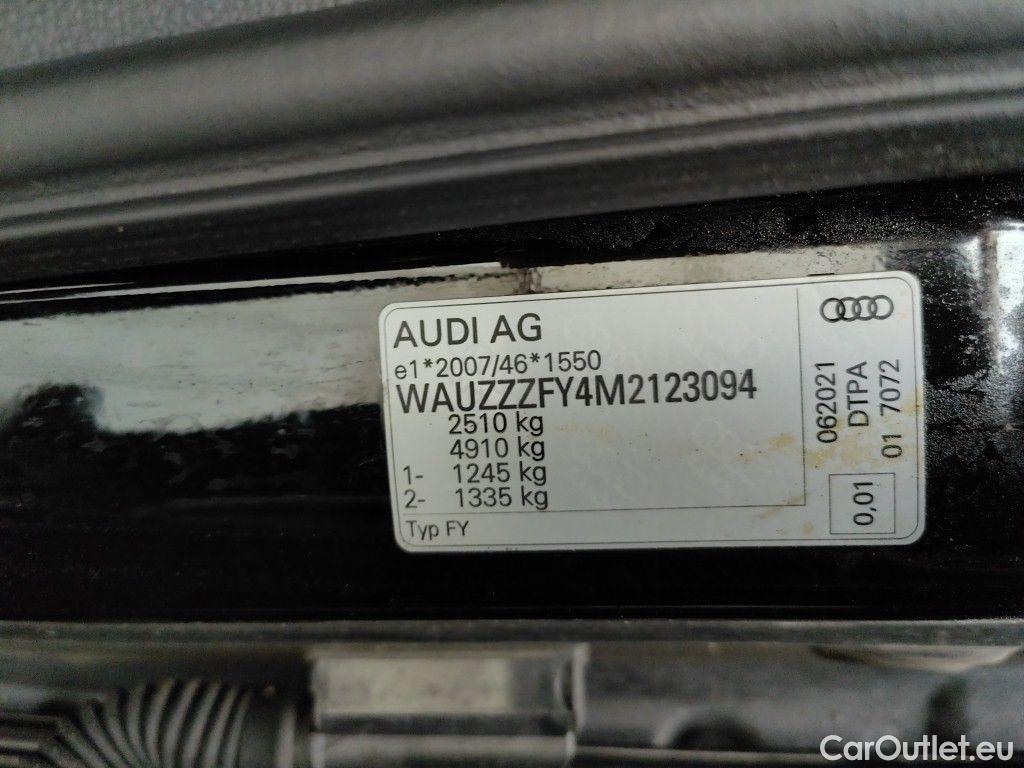 AUDI AG
e1*2007/46*1550
WAUZZZFY4M2123094
2510 kg
4910 kg
1- 1245 kg
2- 1335 kg
Typ FY
062021
DTPA
01 7072
0,01
CarOutlet.eu